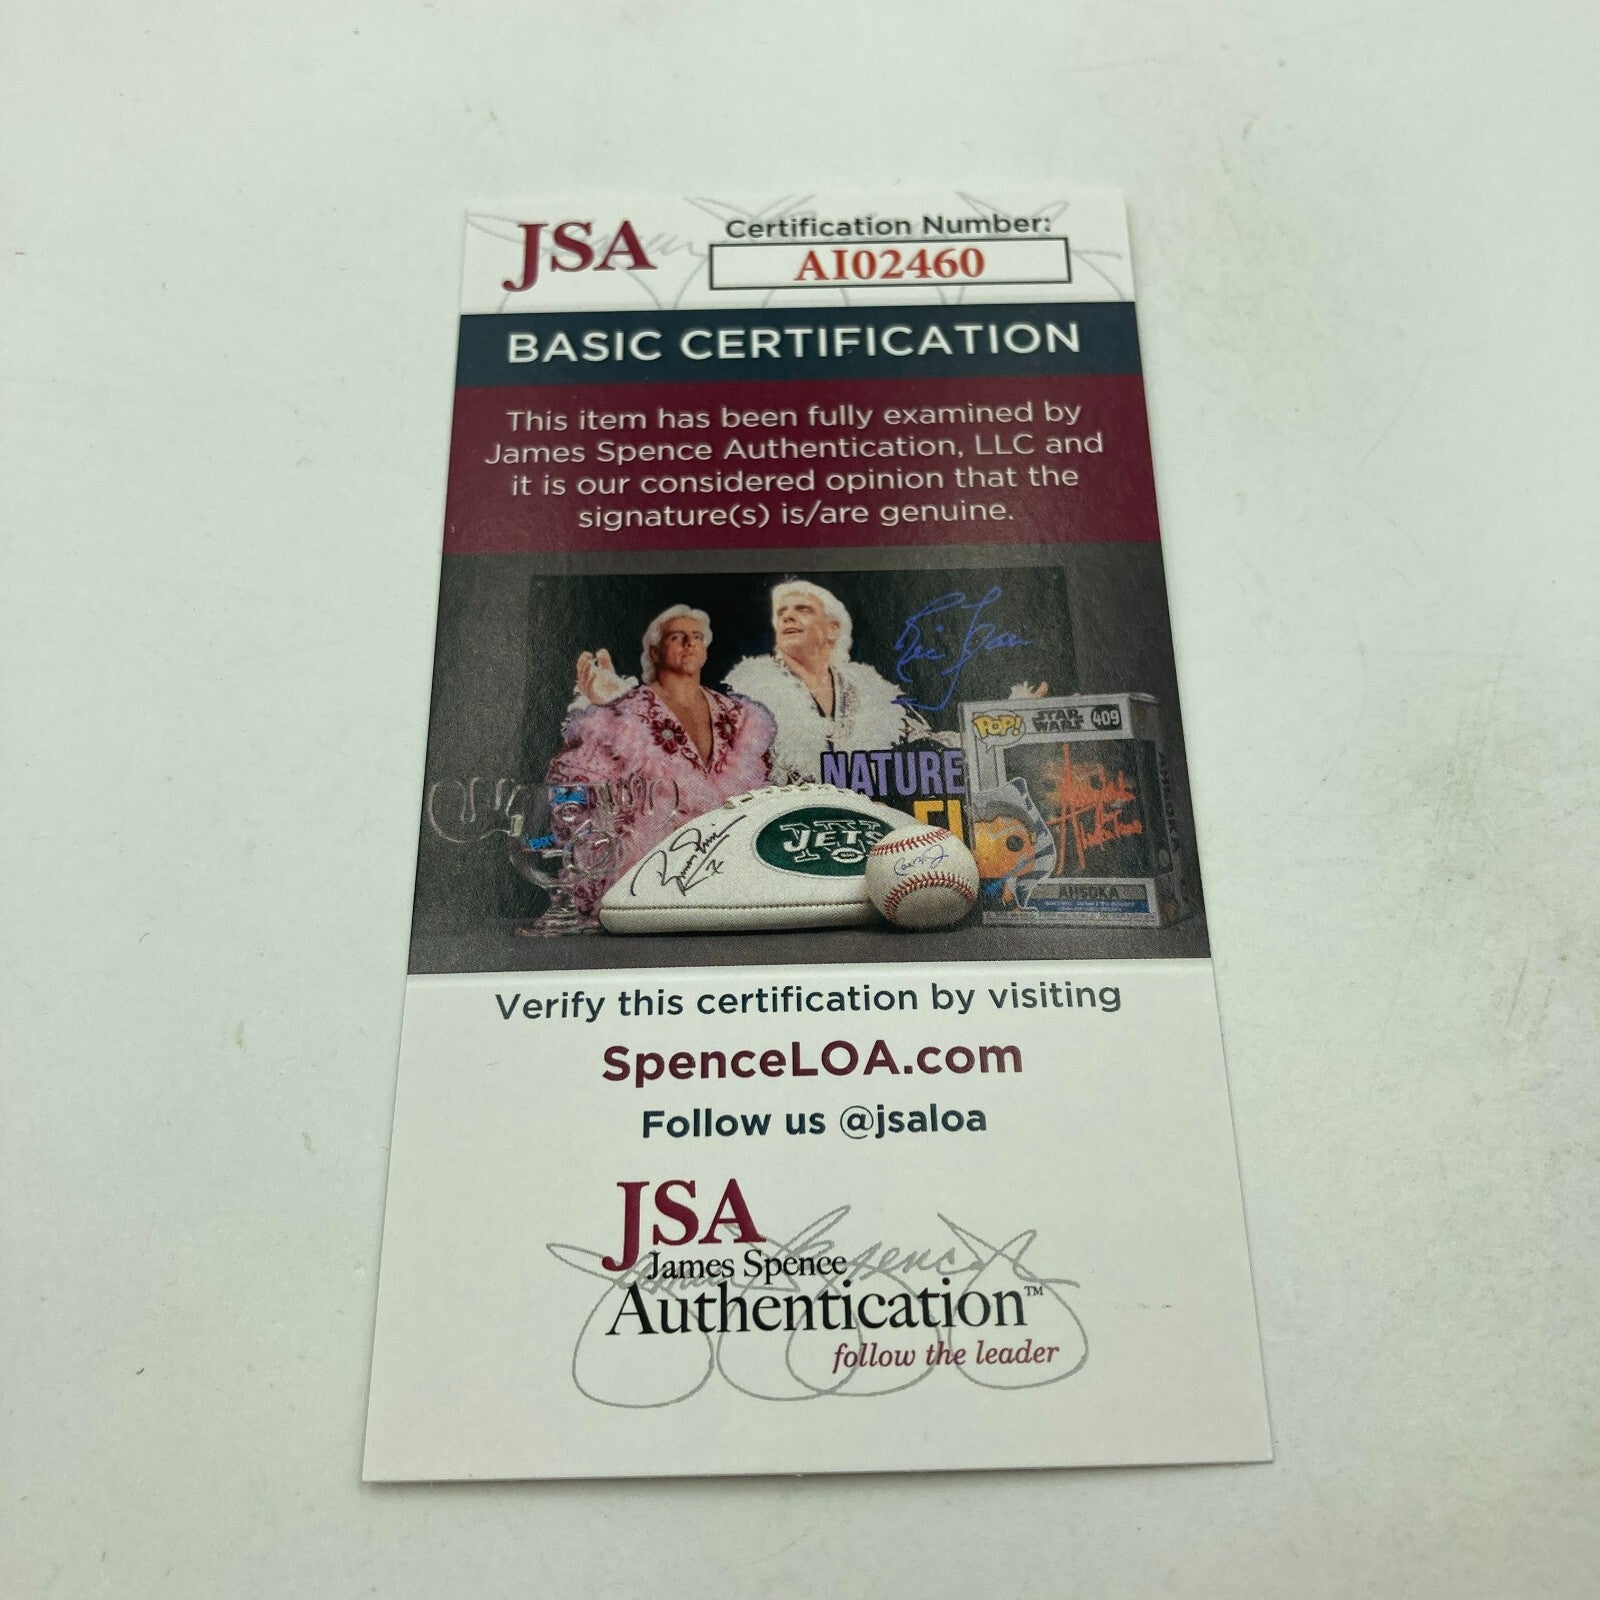 JSA
Certification Number:
AI02460
BASIC CERTIFICATION
This item has been fully examined by
James Spence Authentication, LLC and
it is our considered opinion that the
signature(s) is/are genuine.
POP! STAR WARS 409
NATURE
JETS
AHSOKA
Verify this certification by visiting
SpenceLOA.com
Follow us @jsaloa
JSA
James Spence
Authentication™
follow the leader